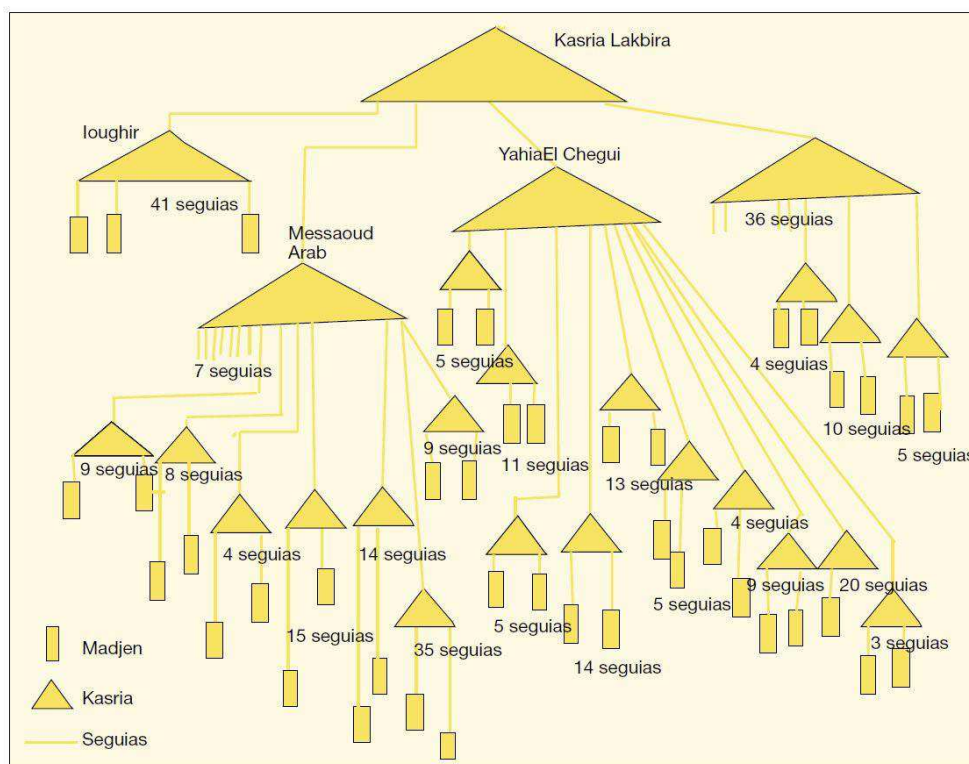 Kasria Lakbira
Ioughir
YahiaEl Chegui
41 seguias
36 seguias
Messaoud
Arab
7 seguias
5 seguias
4 seguias
10 seguias
5 seguias
9 seguias
8 seguias
9 seguias
11 seguias
13 seguias
4 seguias
4 seguias
14 seguias
9 seguias
20 seguias
5 seguias
5 seguias
15 seguias
35 seguias
14 seguias
3 seguias
Madjen
Kasria
Seguias